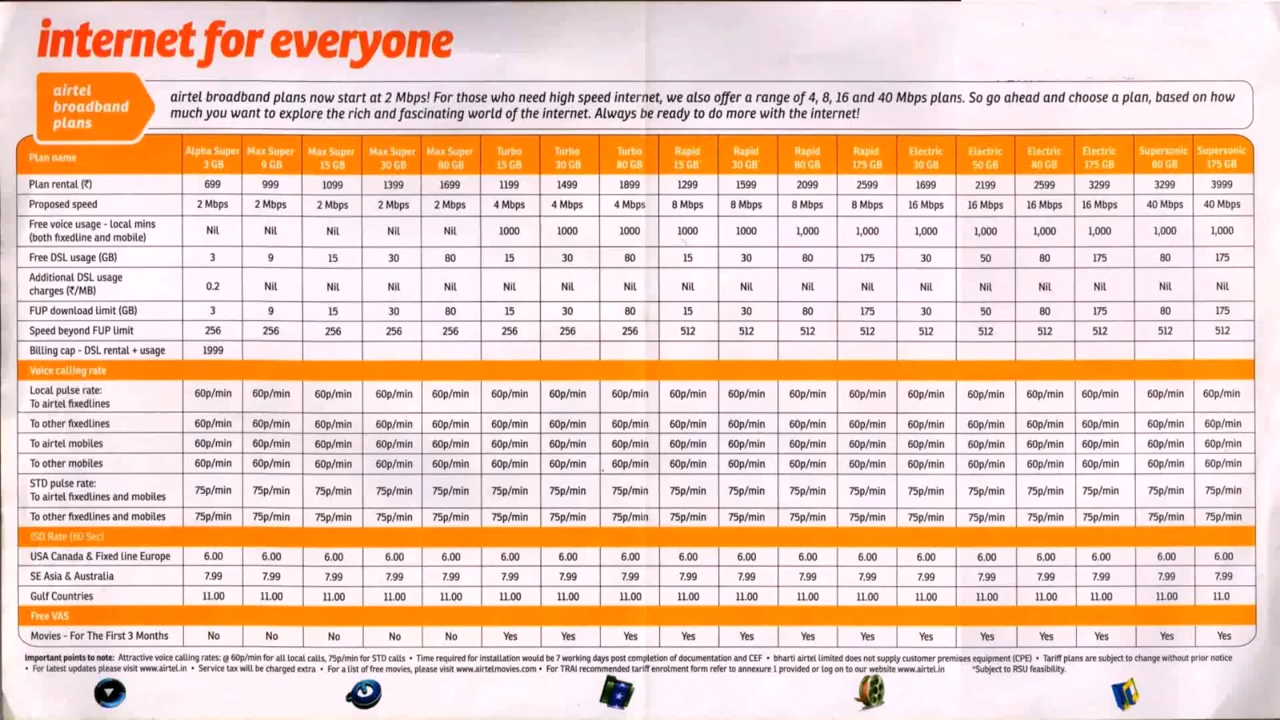 internet for everyone
airtel
broadband
plans
airtel broadband plans now start at 2 Mbps! For those who need high speed internet, we also offer a range of 4, 8, 16 and 40 Mbps plans. So go ahead and choose a plan, based on how
much you want to explore the rich and fascinating world of the internet. Always be ready to do more with the internet!
Plan name Alpha Super 3 GB Max Super 9 GB Max Super 15 GB Max Super 30 GB Max Super 80 GB Turbo 15 GB Turbo 30 GB Turbo 80 GB Rapid 15 GB* Rapid 30 GB* Rapid 80 GB Rapid 175 GB Electric 30 GB Electric 50 GB Electric 80 GB Electric 175 GB Supersonic 80 GB Supersonic 175 GB
Plan rental (₹) 699 999 1099 1399 1699 1199 1499 1899 1299 1599 2099 2599 1699 2199 2599 3299 3299 3999
Proposed speed 2 Mbps 2 Mbps 2 Mbps 2 Mbps 2 Mbps 4 Mbps 4 Mbps 4 Mbps 8 Mbps 8 Mbps 8 Mbps 8 Mbps 16 Mbps 16 Mbps 16 Mbps 16 Mbps 40 Mbps 40 Mbps
Free voice usage - local mins
(both fixedline and mobile) Nil Nil Nil Nil Nil 1000 1000 1000 1000 1000 1,000 1,000 1,000 1,000 1,000 1,000 1,000 1,000
Free DSL usage (GB) 3 9 15 30 80 15 30 80 15 30 80 175 30 50 80 175 80 175
Additional DSL usage
charges (₹/MB) 0.2 Nil Nil Nil Nil Nil Nil Nil Nil Nil Nil Nil Nil Nil Nil Nil Nil Nil
FUP download limit (GB) 3 9 15 30 80 15 30 80 15 30 80 175 30 50 80 175 80 175
Speed beyond FUP limit 256 256 256 256 256 256 256 256 512 512 512 512 512 512 512 512 512 512
Billing cap - DSL rental + usage 1999
Voice calling rate
Local pulse rate:
To airtel fixedlines 60p/min 60p/min 60p/min 60p/min 60p/min 60p/min 60p/min 60p/min 60p/min 60p/min 60p/min 60p/min 60p/min 60p/min 60p/min 60p/min 60p/min 60p/min
To other fixedlines 60p/min 60p/min 60p/min 60p/min 60p/min 60p/min 60p/min 60p/min 60p/min 60p/min 60p/min 60p/min 60p/min 60p/min 60p/min 60p/min 60p/min 60p/min
To airtel mobiles 60p/min 60p/min 60p/min 60p/min 60p/min 60p/min 60p/min 60p/min 60p/min 60p/min 60p/min 60p/min 60p/min 60p/min 60p/min 60p/min 60p/min 60p/min
To other mobiles 60p/min 60p/min 60p/min 60p/min 60p/min 60p/min 60p/min 60p/min 60p/min 60p/min 60p/min 60p/min 60p/min 60p/min 60p/min 60p/min 60p/min 60p/min
STD pulse rate:
To airtel fixedlines and mobiles 75p/min 75p/min 75p/min 75p/min 75p/min 75p/min 75p/min 75p/min 75p/min 75p/min 75p/min 75p/min 75p/min 75p/min 75p/min 75p/min 75p/min 75p/min
To other fixedlines and mobiles 75p/min 75p/min 75p/min 75p/min 75p/min 75p/min 75p/min 75p/min 75p/min 75p/min 75p/min 75p/min 75p/min 75p/min 75p/min 75p/min 75p/min 75p/min
ISD Rate (60 Sec)
USA Canada & Fixed line Europe 6.00 6.00 6.00 6.00 6.00 6.00 6.00 6.00 6.00 6.00 6.00 6.00 6.00 6.00 6.00 6.00 6.00 6.00
SE Asia & Australia 7.99 7.99 7.99 7.99 7.99 7.99 7.99 7.99 7.99 7.99 7.99 7.99 7.99 7.99 7.99 7.99 7.99 7.99
Gulf Countries 11.00 11.00 11.00 11.00 11.00 11.00 11.00 11.00 11.00 11.00 11.00 11.00 11.00 11.00 11.00 11.00 11.00 11.0
Free VAS
Movies - For The First 3 Months No No No No No Yes Yes Yes Yes Yes Yes Yes Yes Yes Yes Yes Yes Yes
Important points to note: Attractive voice calling rates: @ 60p/min for all local calls, 75p/min for STD calls • Time required for installation would be 7 working days post completion of documentation and CEF • bharti airtel limited does not supply customer premises equipment (CPE) • Tariff plans are subject to change without prior notice
• For latest updates please visit www.airtel.in • Service tax will be charged extra • For a list of free movies, please visit www.airtelmovies.com • For TRAI recommended tariff enrolment form refer to annexure 1 provided or log on to our website www.airtel.in *Subject to RSU feasibility.